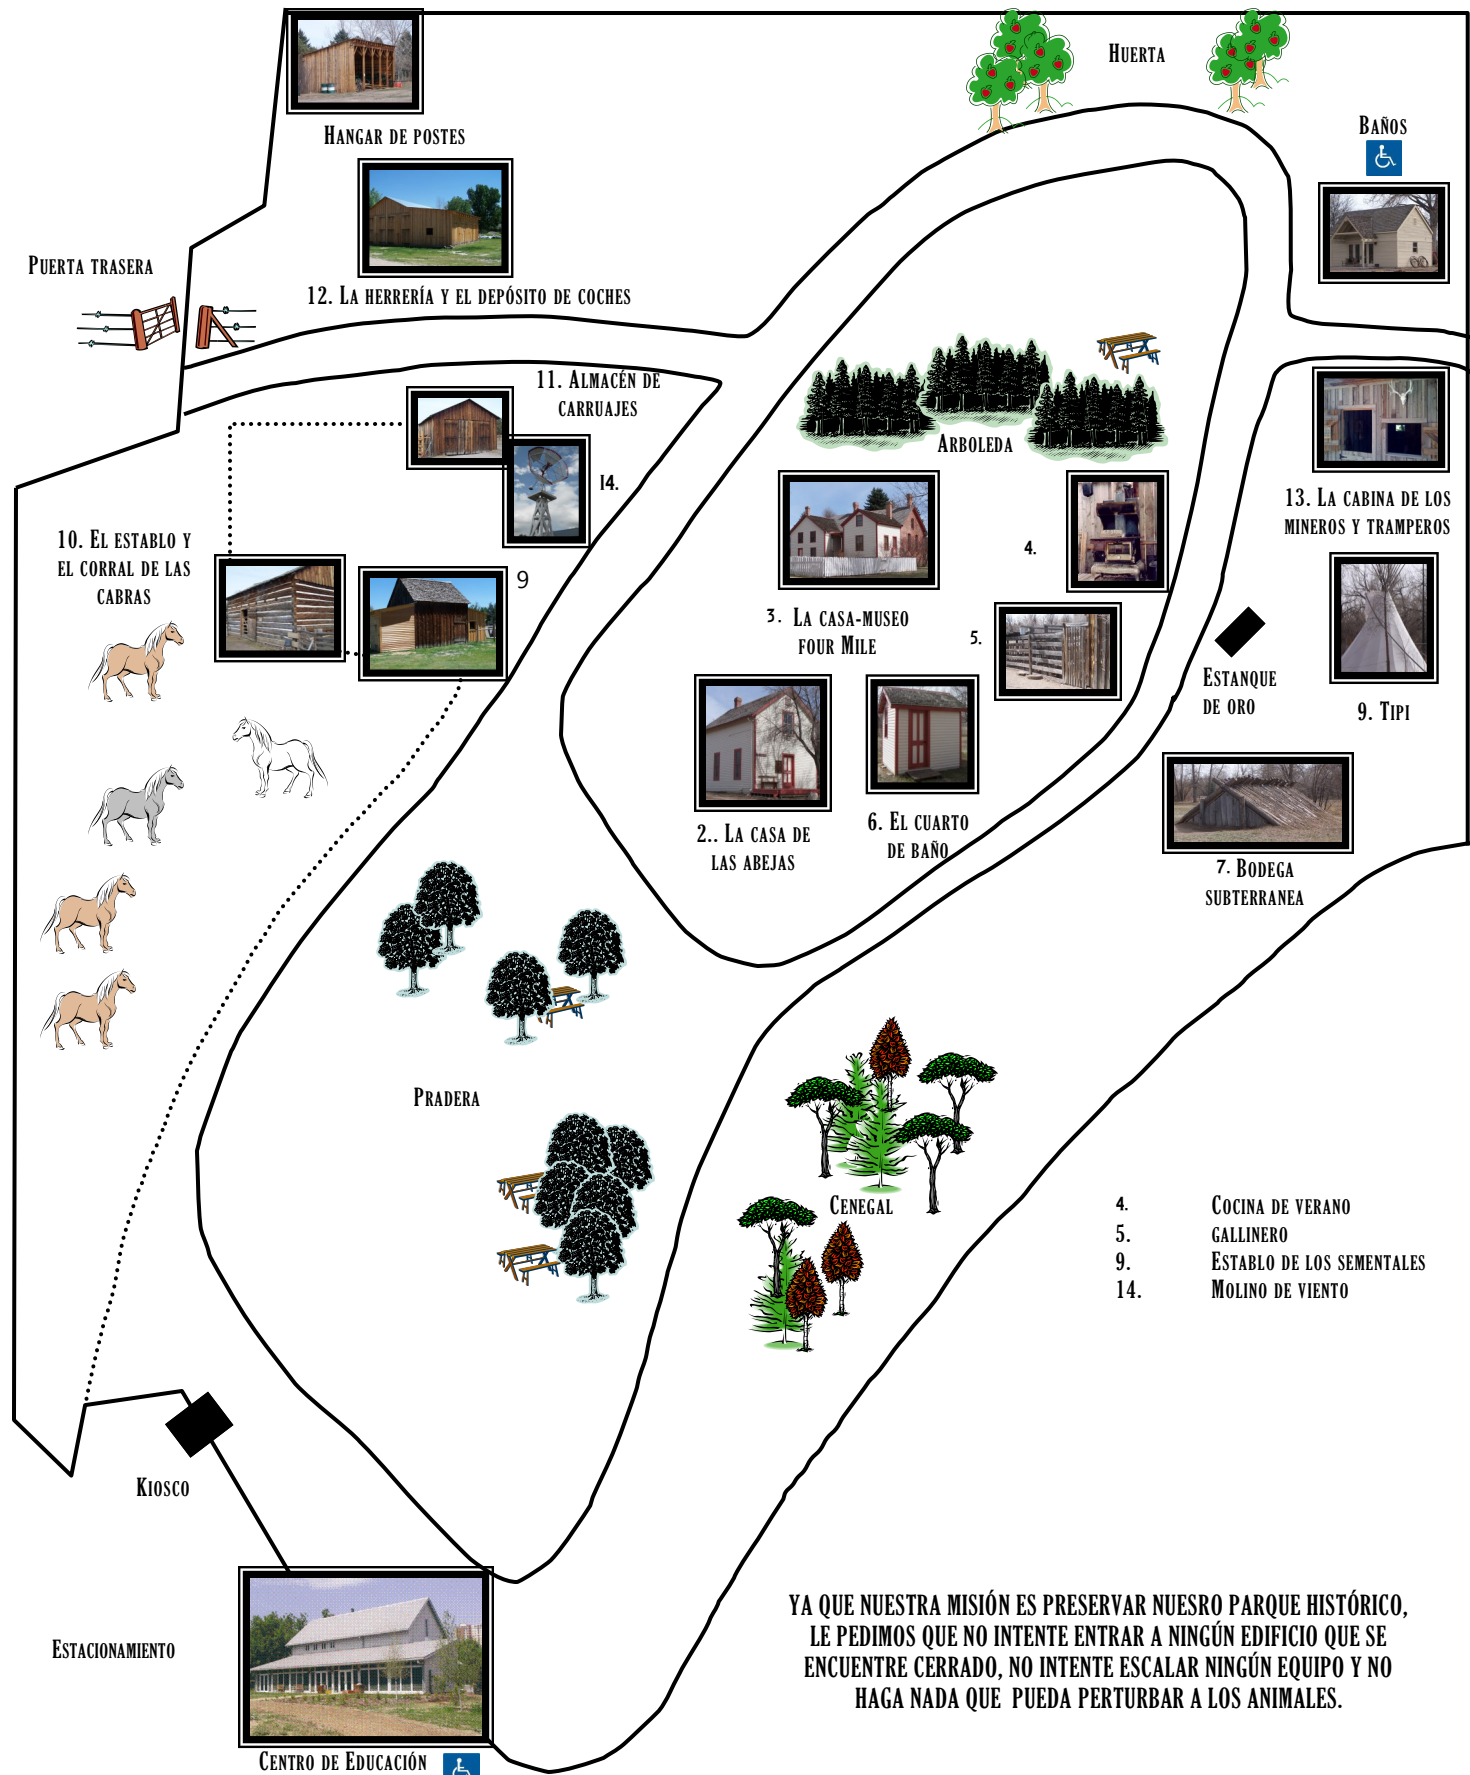 Huerta
Baños
Hangar de postes
Puerta trasera
12. La herrería y el depósito de coches
11. Almacén de
carruajes
14.
Arboleda
10. El establo y
el corral de las
cabras
9
4.
13. La cabina de los
mineros y tramperos
3. La casa-museo
four Mile
5.
Estanque
de oro
9. Tipi
2.. La casa de
las abejas
6. El cuarto
de baño
7. Bodega
subterranea
Pradera
Cenegal
4. Cocina de verano
5. gallinero
9. Establo de los sementales
14. Molino de viento
Kiosco
Estacionamiento
YA QUE NUESTRA MISIÓN ES PRESERVAR NUESRO PARQUE HISTÓRICO,
LE PEDIMOS QUE NO INTENTE ENTRAR A NINGÚN EDIFICIO QUE SE
ENCUENTRE CERRADO, NO INTENTE ESCALAR NINGÚN EQUIPO Y NO
HAGA NADA QUE PUEDA PERTURBAR A LOS ANIMALES.
Centro de Educación